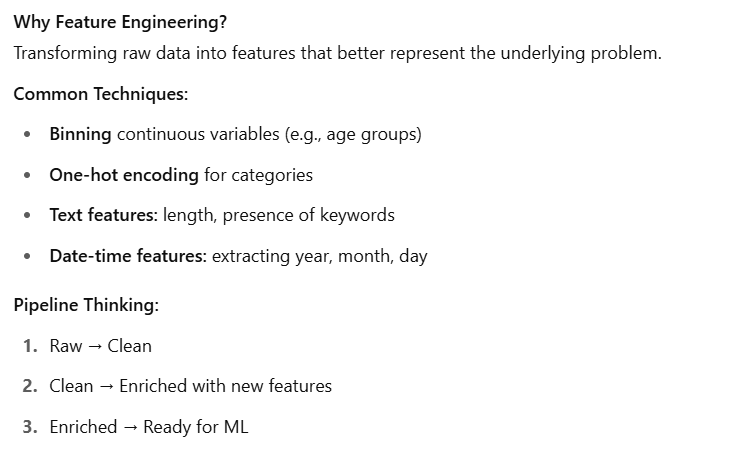 Why Feature Engineering?
Transforming raw data into features that better represent the underlying problem.
Common Techniques:
• Binning continuous variables (e.g., age groups)
• One-hot encoding for categories
• Text features: length, presence of keywords
• Date-time features: extracting year, month, day
Pipeline Thinking:
1. Raw → Clean
2. Clean → Enriched with new features
3. Enriched → Ready for ML